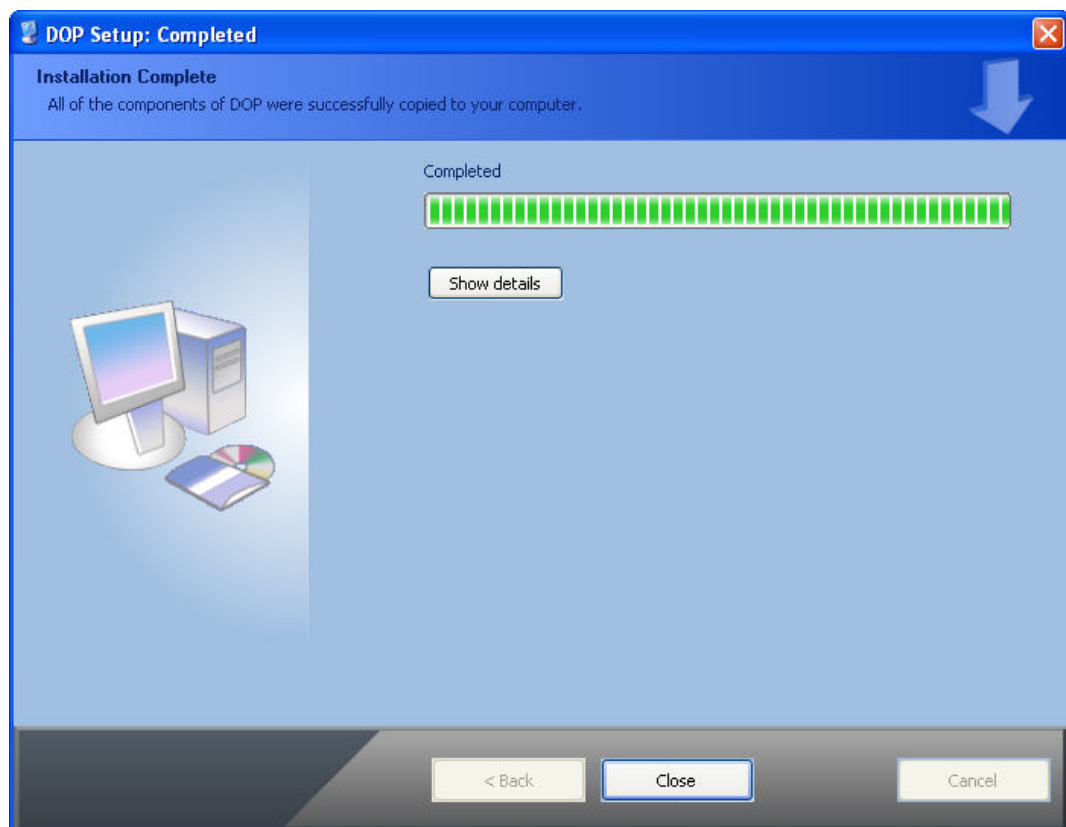 DOP Setup: Completed
Installation Complete
All of the components of DOP were successfully copied to your computer.
Completed
Show details
< Back
Close
Cancel